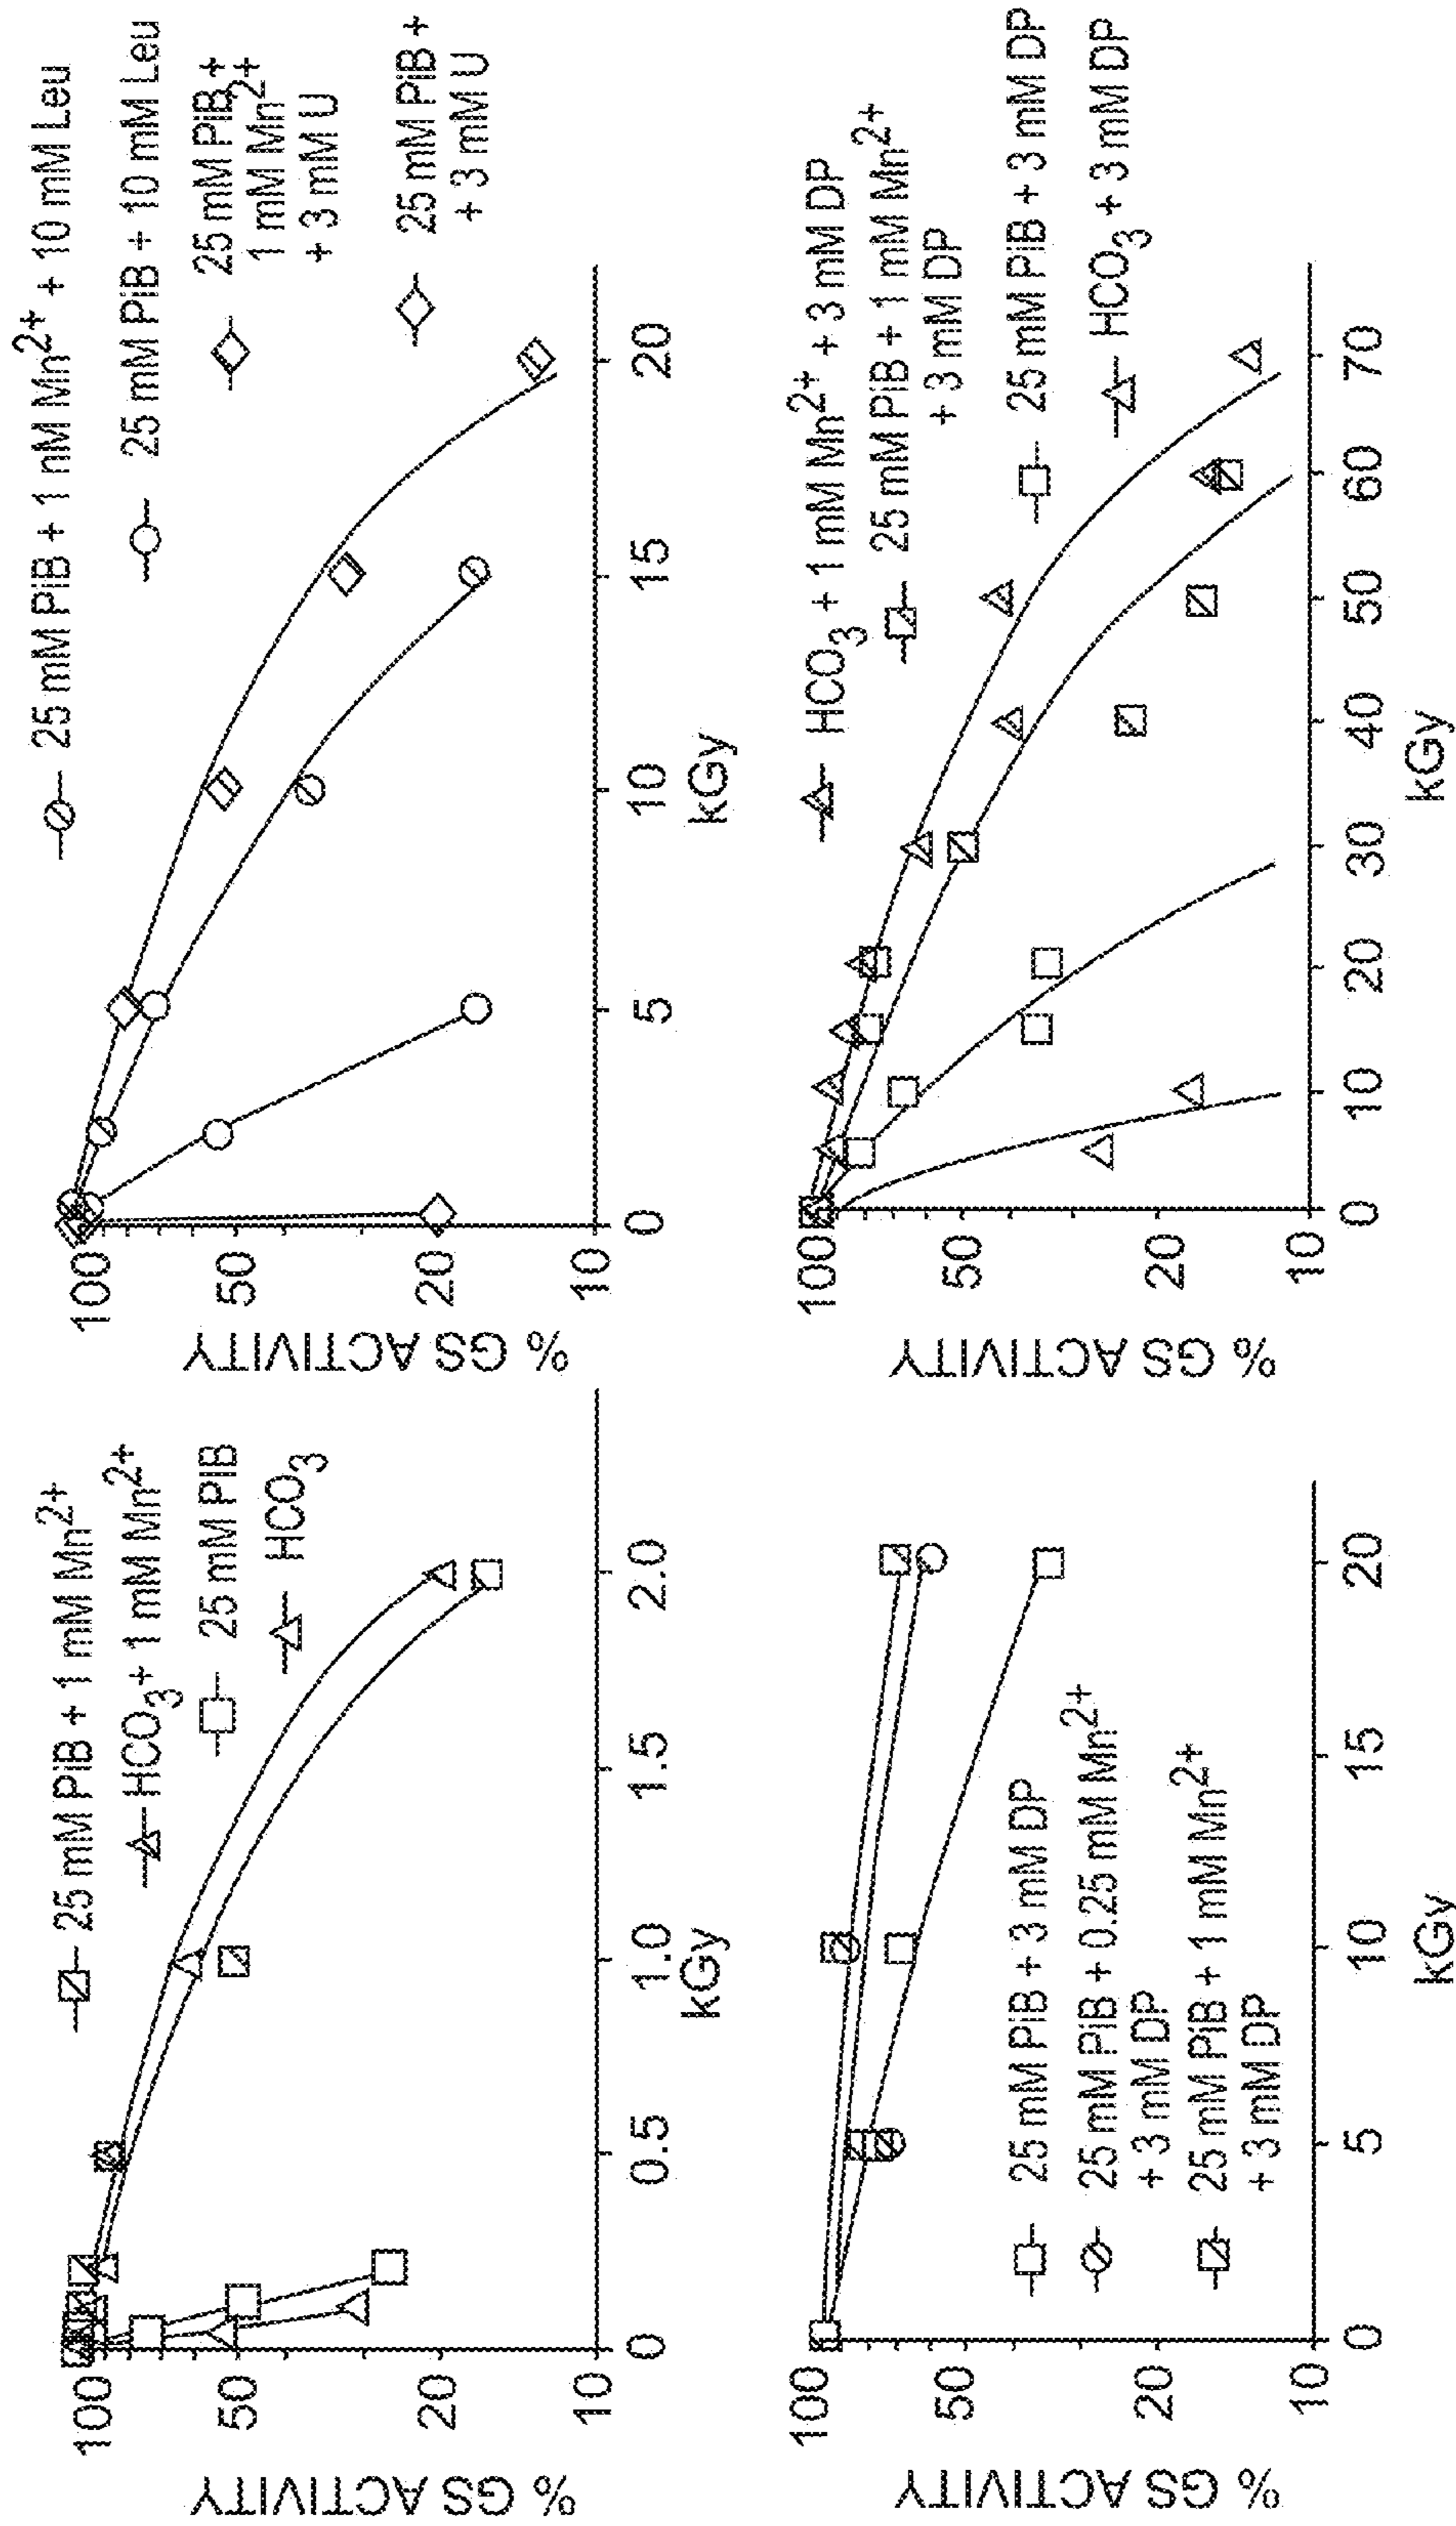 25 mM PiB + 1 mM Mn2+
HCO3+ 1 mM Mn2+
25 mM PiB
HCO3
% GS ACTIVITY
100
50
20
10
0
0.5
1.0
1.5
2.0
kGy
25 mM PiB + 1 nM Mn2+ + 10 mM Leu
25 mM PiB + 10 mM Leu
25 mM PiB +
1 mM Mn2+
+ 3 mM U
25 mM PiB +
+ 3 mM U
% GS ACTIVITY
100
50
20
10
0
5
10
15
20
kGy
% GS ACTIVITY
100
50
20
10
25 mM PiB + 3 mM DP
25 mM PiB + 0.25 mM Mn2+
+ 3 mM DP
25 mM PiB + 1 mM Mn2+
+ 3 mM DP
0
5
10
15
20
kGy
HCO3 + 1 mM Mn2+ + 3 mM DP
25 mM PiB + 1 mM Mn2+
+ 3 mM DP
25 mM PiB + 3 mM DP
HCO3 + 3 mM DP
% GS ACTIVITY
100
50
20
10
0
10
20
30
40
50
60
70
kGy